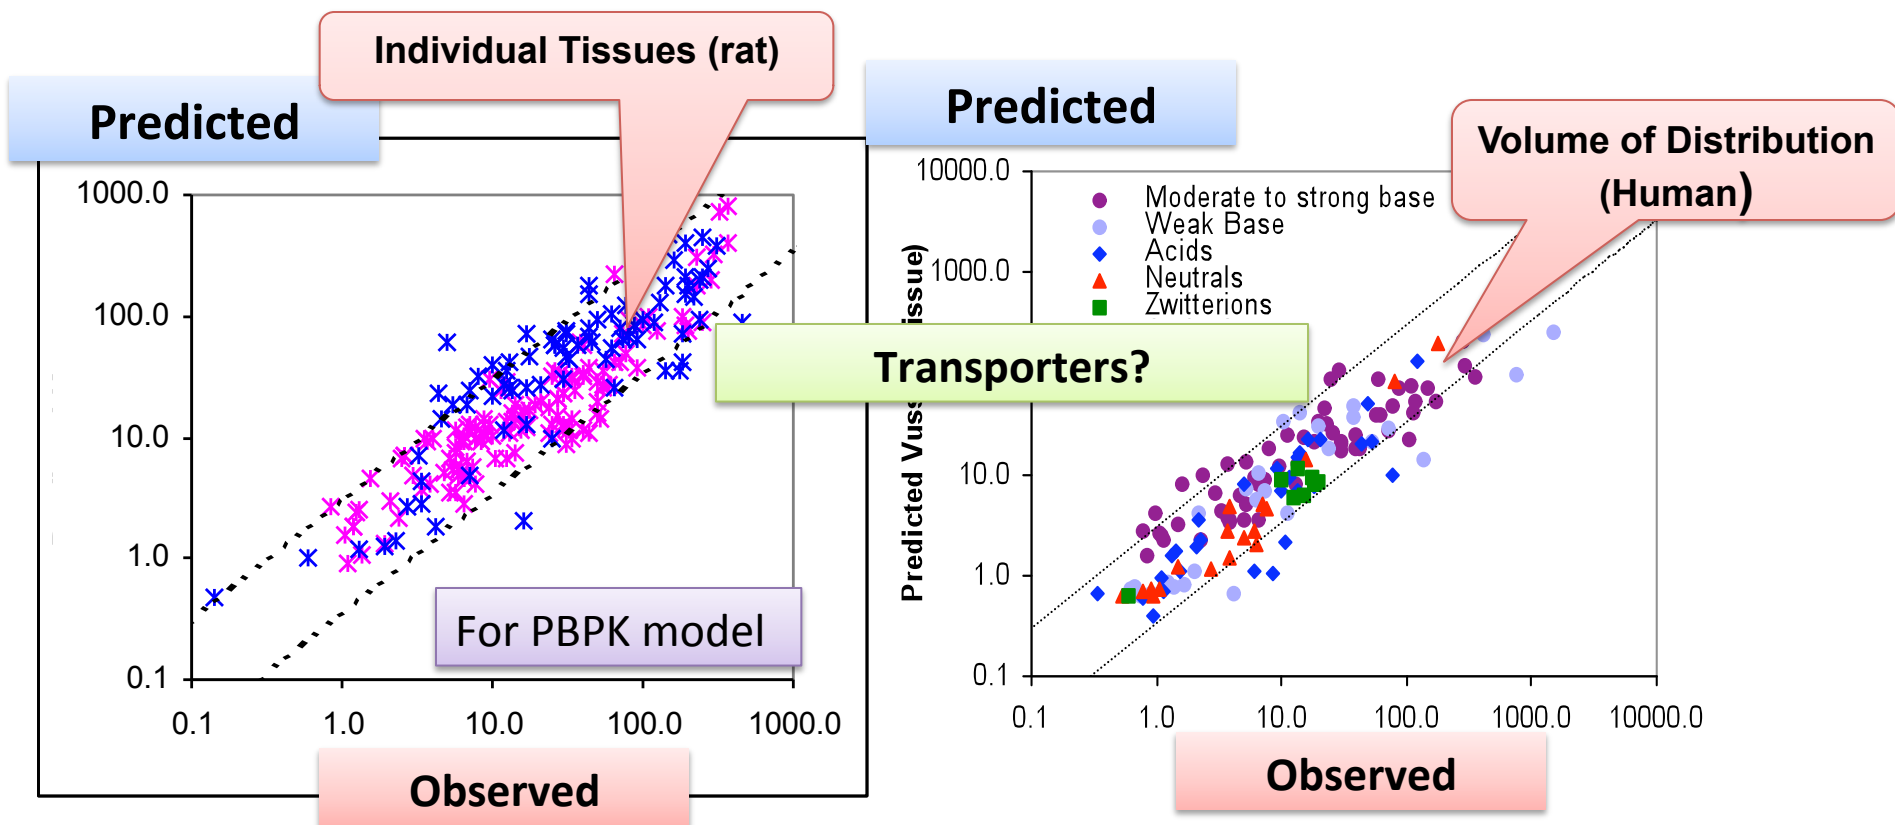 Individual Tissues (rat)
Predicted
1000.0
100.0
10.0
1.0
0.1
0.1
1.0
10.0
100.0
1000.0
For PBPK model
Observed
Transporters?
Predicted
Volume of Distribution
(Human)
10000.0
1000.0
10.0
1.0
0.1
Predicted Vuss
issue)
Moderate to strong base
Weak Base
Acids
Neutrals
Zwitterions
0.1
1.0
10.0
100.0
1000.0
10000.0
Observed